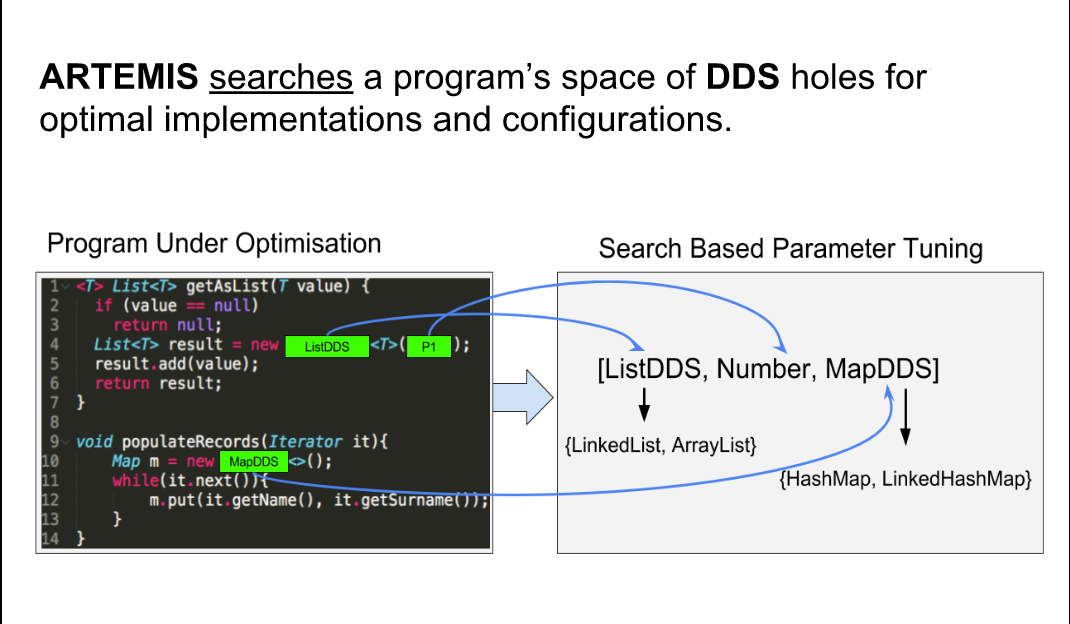 ARTEMIS searches a program’s space of DDS holes for
optimal implementations and configurations.
Program Under Optimisation
1 <T> List<T> getAsList(T value) {
2 if (value == null)
3 return null;
4 List<T> result = new ListDDS <T>( P1 );
5 result.add(value);
6 return result;
7 }
8
9 void populateRecords(Iterator it){
10 Map m = new MapDDS <>();
11 while(it.next()){
12 m.put(it.getName(), it.getSurname());
13 }
14 }
Search Based Parameter Tuning
[ListDDS, Number, MapDDS]
{LinkedList, ArrayList}
{HashMap, LinkedHashMap}